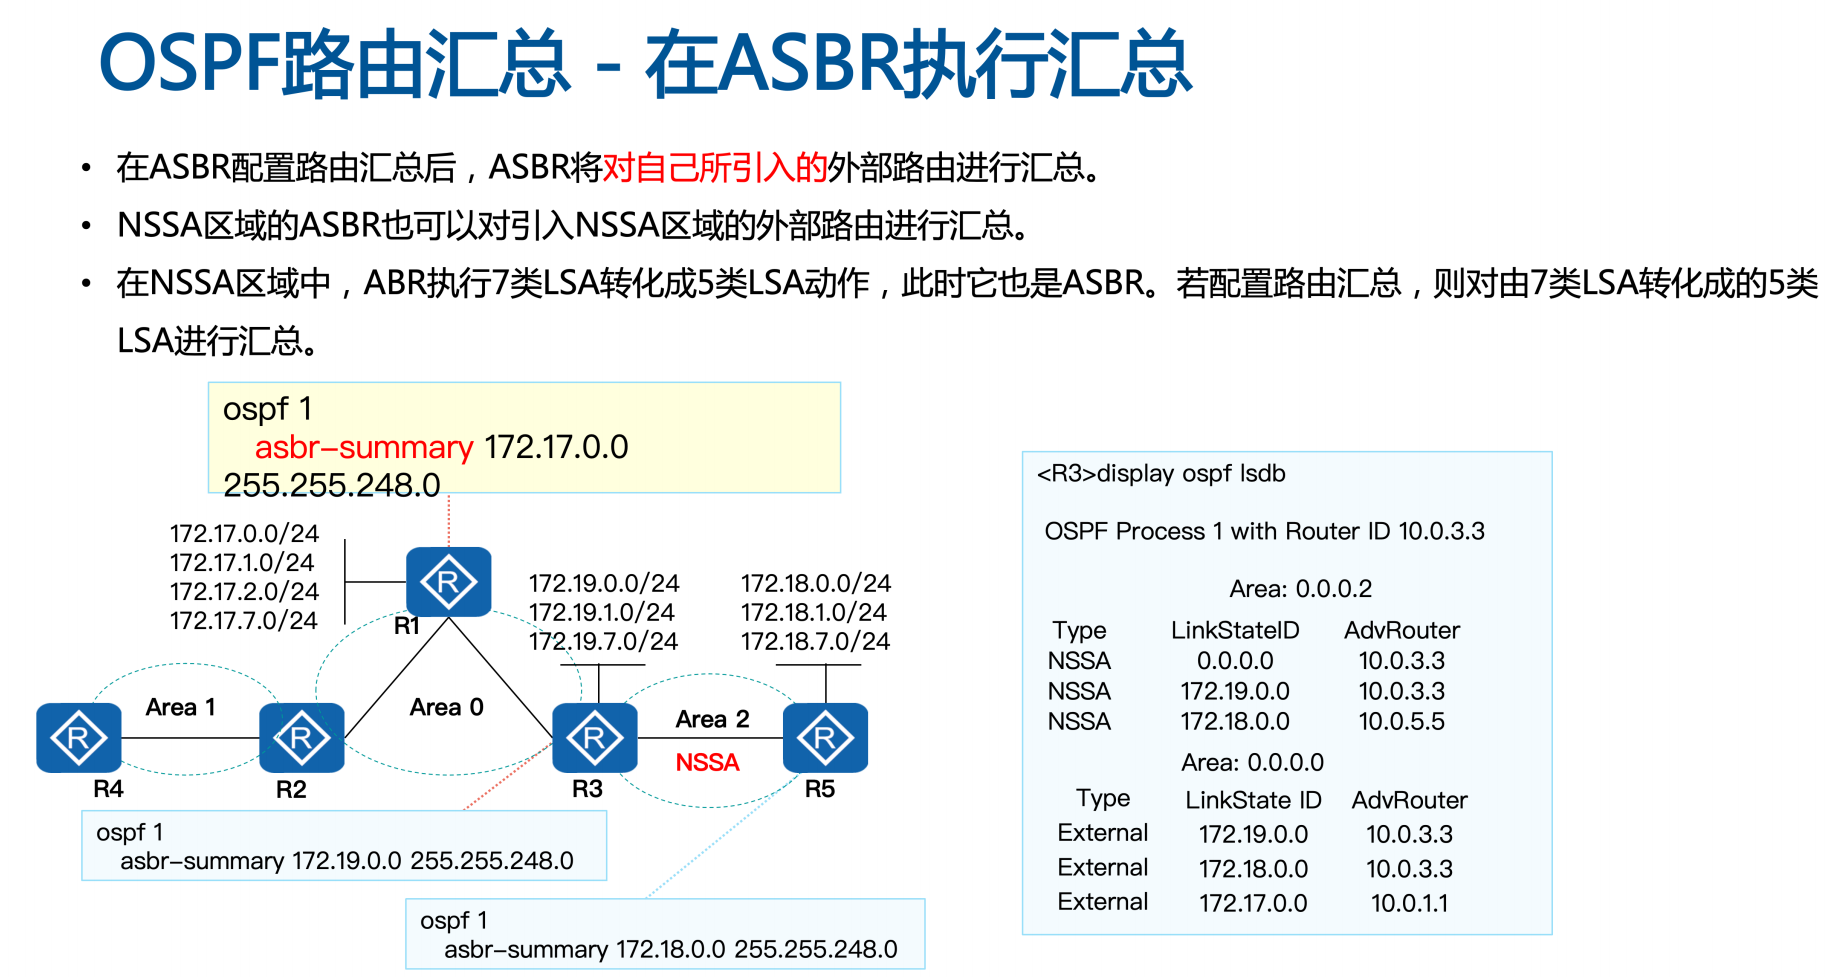 OSPF路由汇总 - 在ASBR执行汇总
• 在ASBR配置路由汇总后，ASBR将对自己所引入的外部路由进行汇总。
• NSSA区域的ASBR也可以对引入NSSA区域的外部路由进行汇总。
• 在NSSA区域中，ABR执行7类LSA转化成5类LSA动作，此时它也是ASBR。若配置路由汇总，则对由7类LSA转化成的5类
LSA进行汇总。
ospf 1
asbr-summary 172.17.0.0
255.255.248.0
172.17.0.0/24
172.17.1.0/24
172.17.2.0/24
172.17.7.0/24
R
R1
172.19.0.0/24
172.19.1.0/24
172.19.7.0/24
172.18.0.0/24
172.18.1.0/24
172.18.7.0/24
Area 1
Area 0
Area 2
NSSA
R
R
R
R
R4
R2
R3
R5
ospf 1
asbr-summary 172.19.0.0 255.255.248.0
ospf 1
asbr-summary 172.18.0.0 255.255.248.0
<R3>display ospf lsdb
OSPF Process 1 with Router ID 10.0.3.3
Area: 0.0.0.2
Type LinkStateID AdvRouter
NSSA 0.0.0.0 10.0.3.3
NSSA 172.19.0.0 10.0.3.3
NSSA 172.18.0.0 10.0.5.5
Area: 0.0.0.0
Type LinkState ID AdvRouter
External 172.19.0.0 10.0.3.3
External 172.18.0.0 10.0.3.3
External 172.17.0.0 10.0.1.1